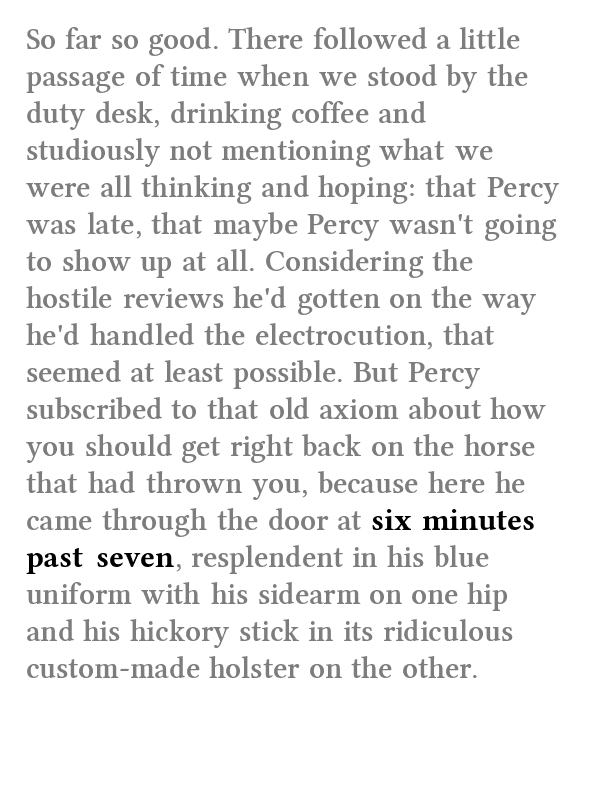 So far so good. There followed a little
passage of time when we stood by the
duty desk, drinking coffee and
studiously not mentioning what we
were all thinking and hoping: that Percy
was late, that maybe Percy wasn't going
to show up at all. Considering the
hostile reviews he'd gotten on the way
he'd handled the electrocution, that
seemed at least possible. But Percy
subscribed to that old axiom about how
you should get right back on the horse
that had thrown you, because here he
came through the door at six minutes
past seven, resplendent in his blue
uniform with his sidearm on one hip
and his hickory stick in its ridiculous
custom-made holster on the other.